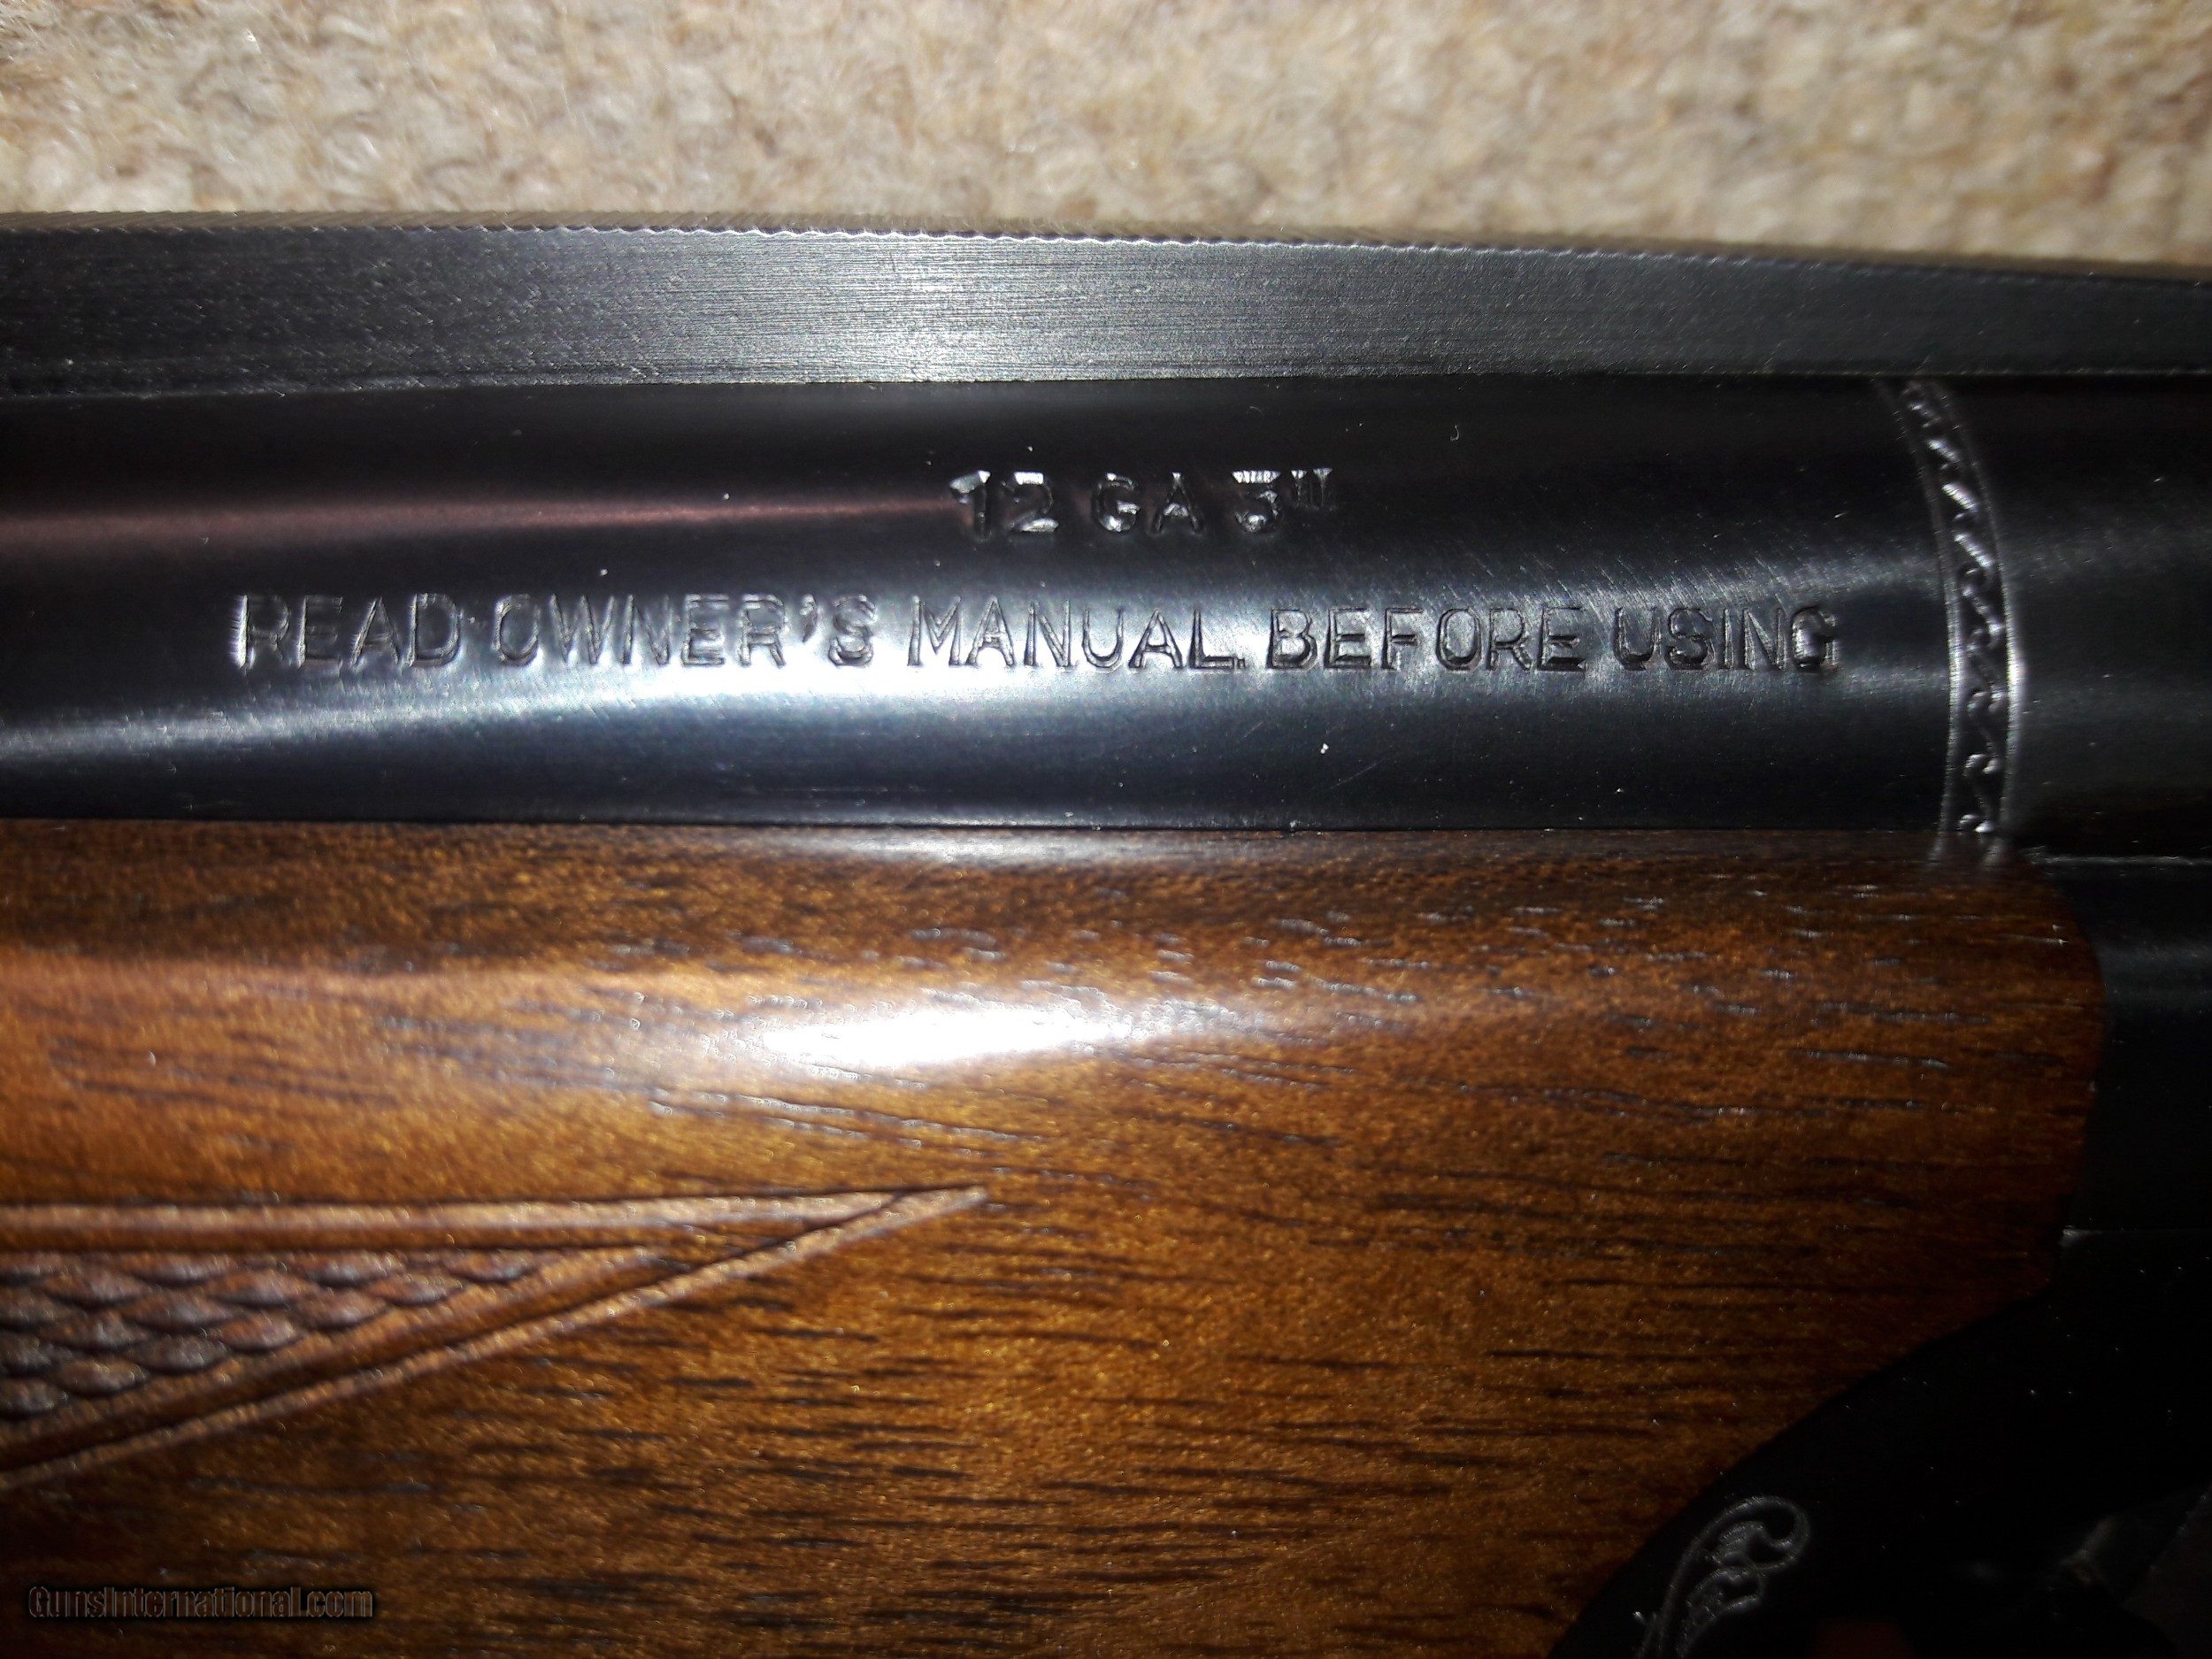 12 GA 3"
READ OWNER'S MANUAL BEFORE USING
GunsInternational.com